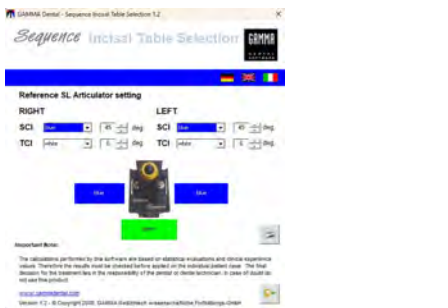 GAMMA Dental - Sequence Incisal Table Selection 1.2
Sequence Incisal Table Selection
GAMMA
DENTAL
SOFTWARE
Reference SL Articulator setting
RIGHT LEFT
SCI blue 45 deg. SCI blue 45 deg.
TCI white 5 deg. TCI white 5 deg.
blue blue
green
Important Note:
The calculations performed by this software are based on statistical evaluations and clinical experience
values. Therefore the results must be checked before applied on the individual patient case. The final
decision for the treatment lies in the responsibility of the dentist or dental technician. In case of doubt do
not use this product.
www.gammadental.com
Version 1.2 - © Copyright 2008, GAMMA medizinisch-wissenschaftliche Fortbildungs-GmbH